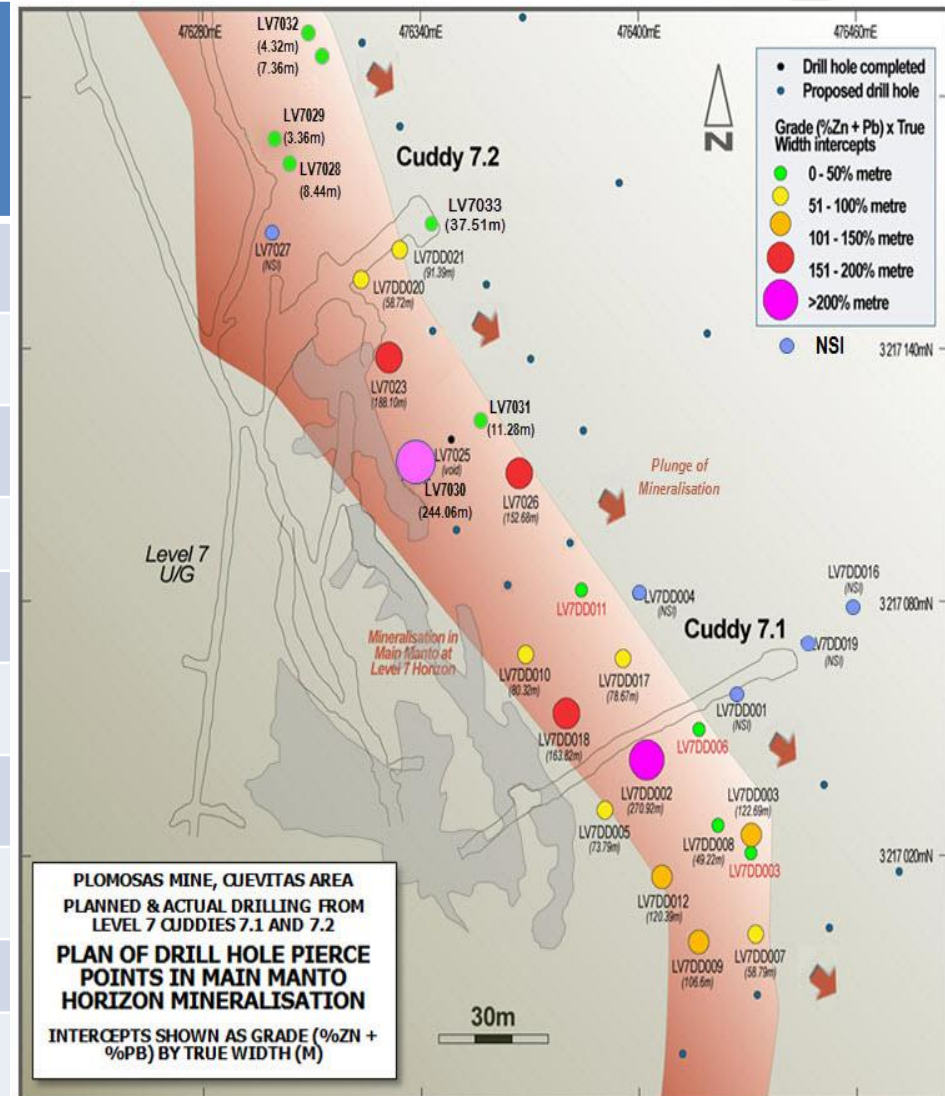 476280mE
476340mE
476400mE
476460mE
LV7032
(4.32m)
(7.36m)
Drill hole completed
Proposed drill hole
Grade (%Zn + Pb) x True
Width intercepts
0 - 50% metre
51 - 100% metre
101 - 150% metre
151 - 200% metre
>200% metre
NSI
N
LV7029
(3.36m)
LV7028
(8.44m)
Cuddy 7.2
LV7033
(37.51m)
LV7027
(NSI)
LV7DD021
(91.39m)
LV7DD020
(58.72m)
3 217 140mN
LV7023
(188.10m)
LV7031
(11.28m)
LV7025
(void)
LV7030
(244.06m)
LV7026
(152.68m)
Plunge of
Mineralisation
Level 7
U/G
LV7DD011
LV7DD004
(NSI)
LV7DD016
(NSI)
3 217 080mN
Cuddy 7.1
LV7DD019
(NSI)
Mineralisation in
Main Manto at
Level 7 Horizon
LV7DD010
(80.32m)
LV7DD017
(78.67m)
LV7DD001
(NSI)
LV7DD018
(163.82m)
LV7DD006
LV7DD002
(270.92m)
LV7DD003
(122.69m)
LV7DD005
(73.79m)
LV7DD008
(49.22m)
LV7DD003
3 217 020mN
LV7DD012
(120.39m)
LV7DD009
(106.6m)
LV7DD007
(58.79m)
PLOMOSAS MINE, CUEVITAS AREA
PLANNED & ACTUAL DRILLING FROM
LEVEL 7 CUDDIES 7.1 AND 7.2
PLAN OF DRILL HOLE PIERCE
POINTS IN MAIN MANTO
HORIZON MINERALISATION
INTERCEPTS SHOWN AS GRADE (%ZN +
%PB) BY TRUE WIDTH (M)
30m